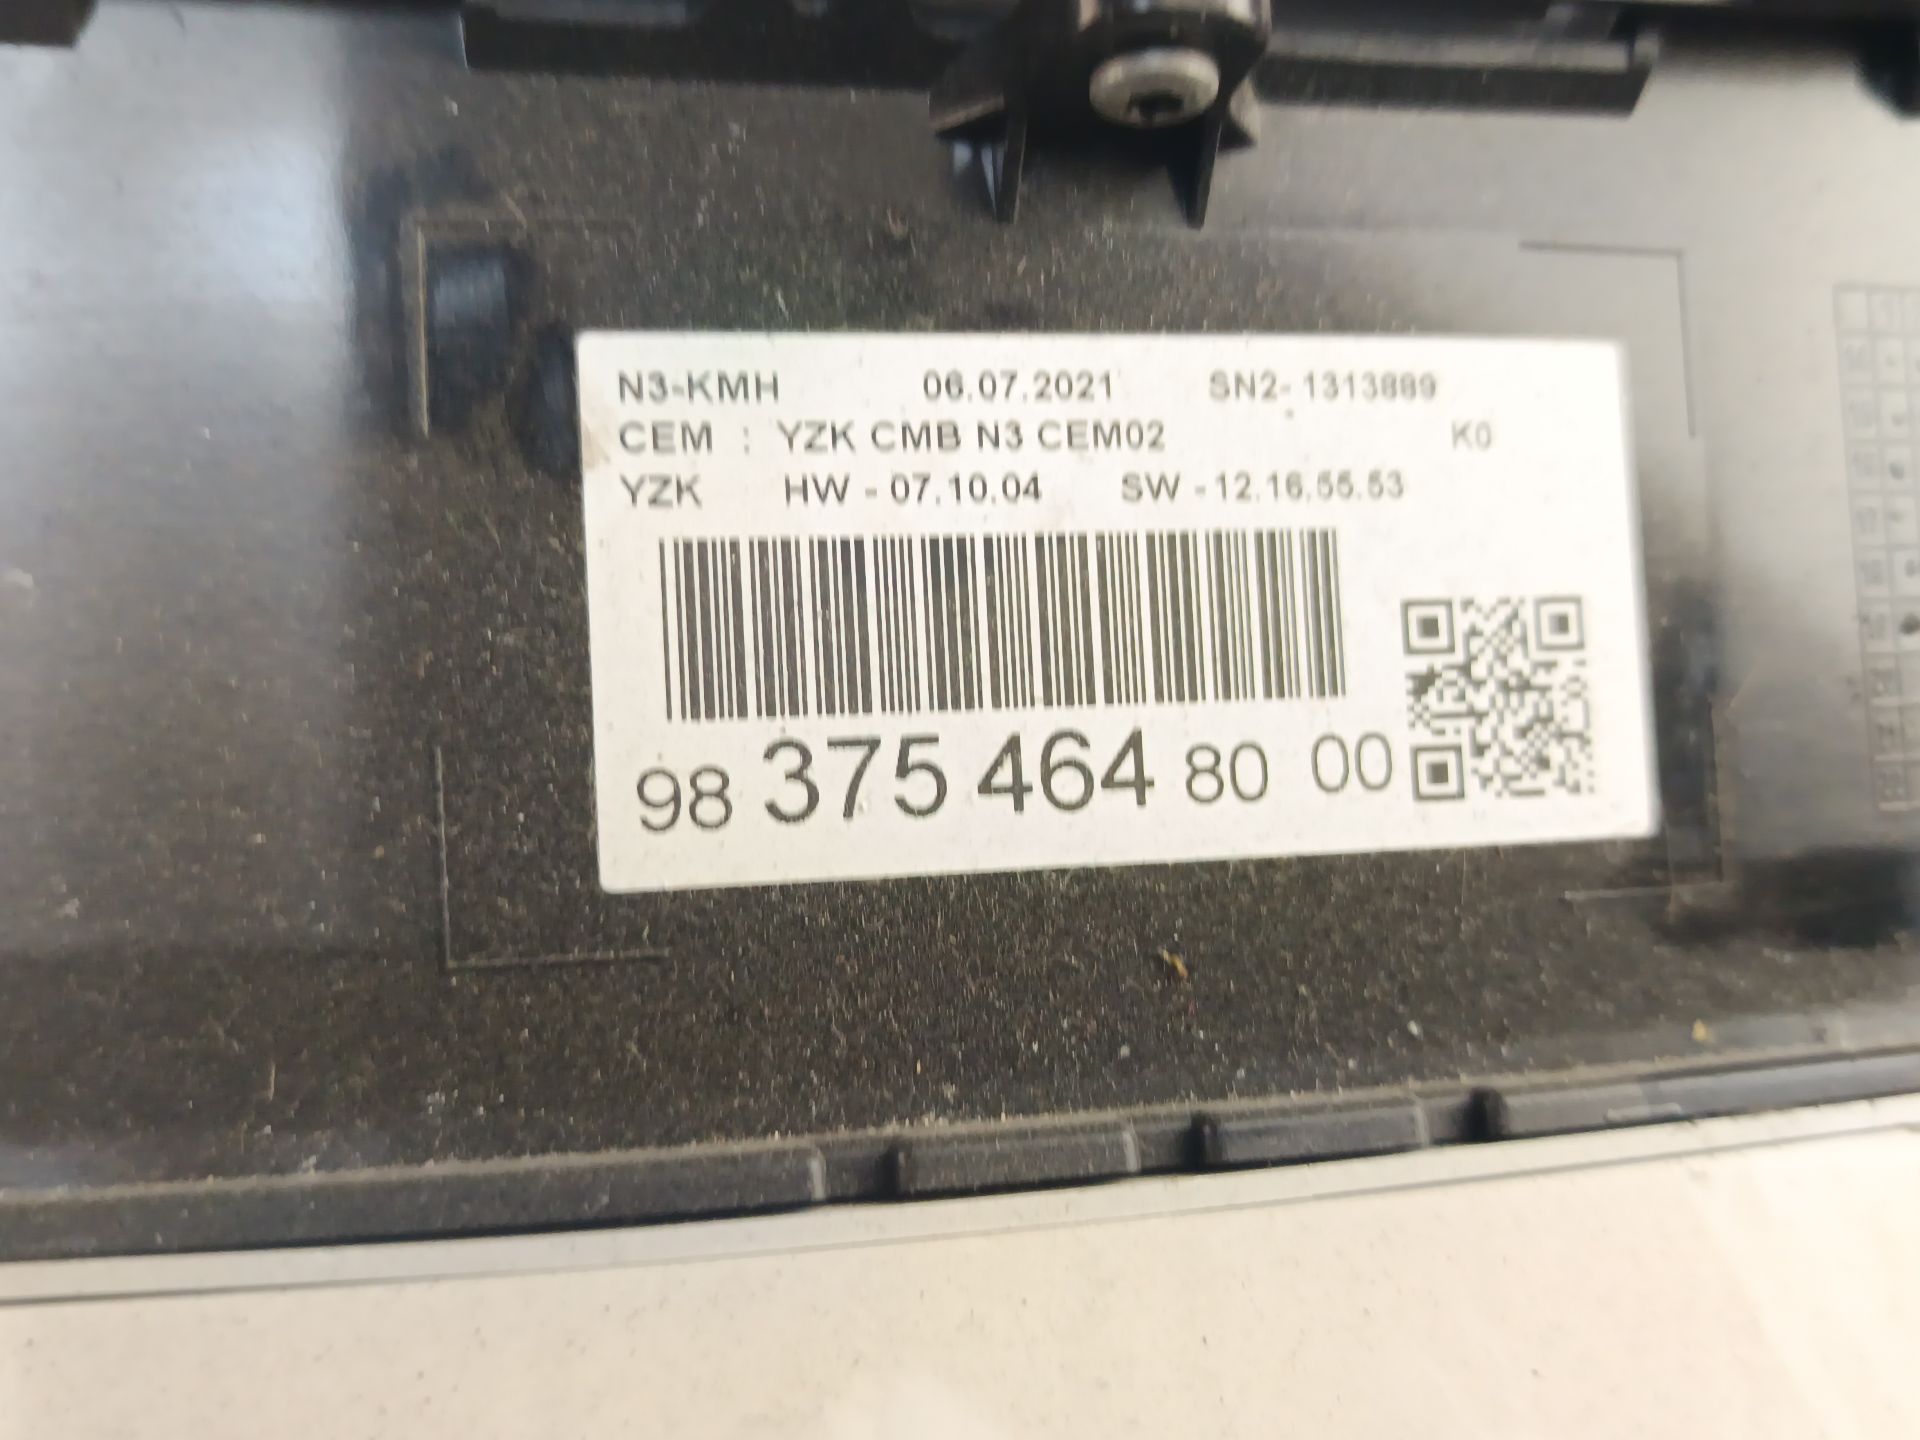 N3-KMH 06.07.2021 SN2-1313889
CEM : YZK CMB N3 CEM02 K0
YZK HW - 07.10.04 SW - 12.16.55.53
98 375 464 80 00